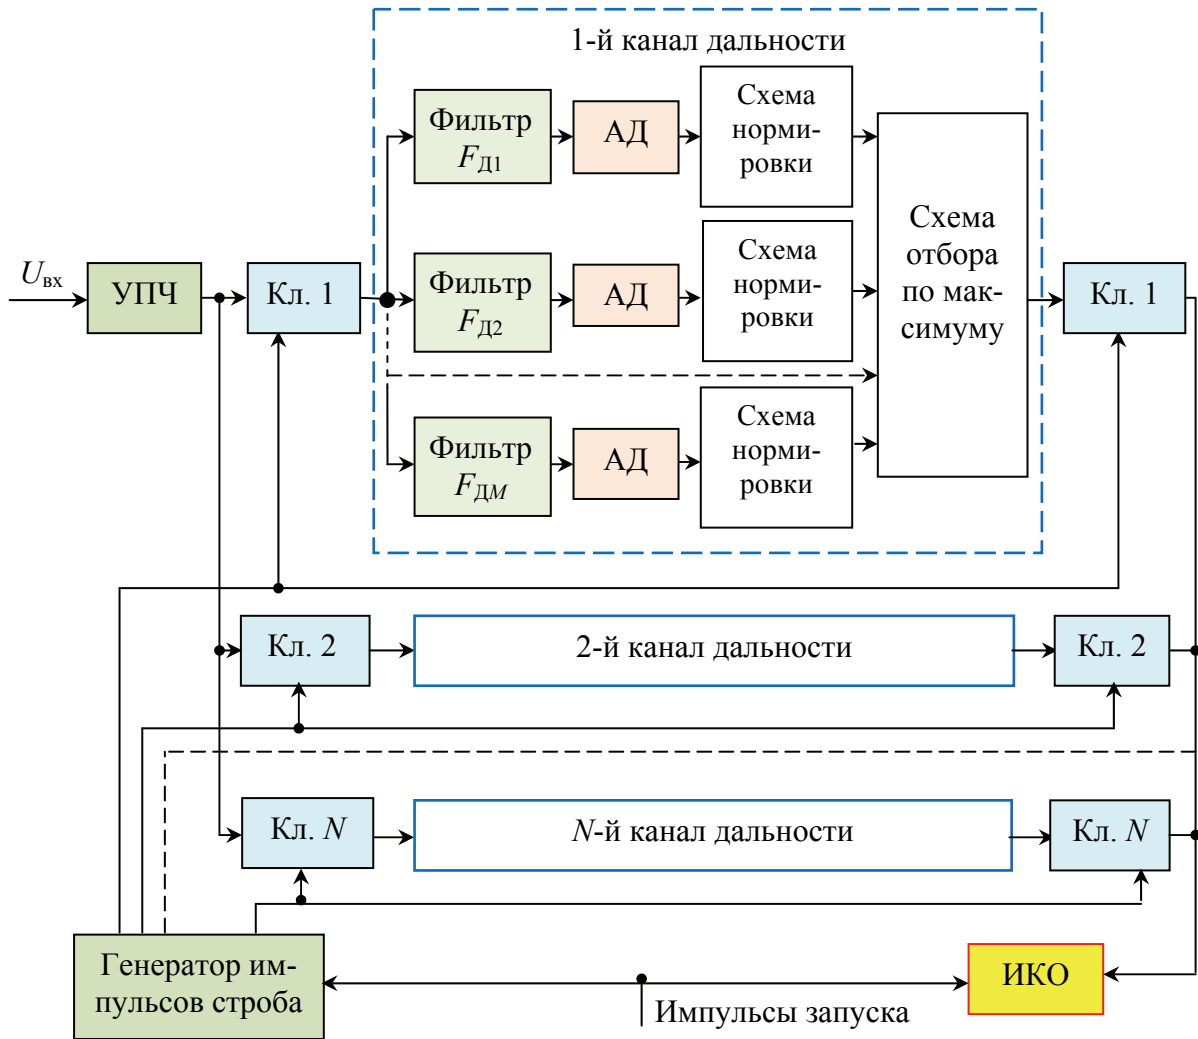 1-й канал дальности
Фильтр
FД1
АД
Схема
норми-
ровки
Uвх
УПЧ
Кл. 1
Фильтр
FД2
АД
Схема
норми-
ровки
Схема
отбора
по мак-
симуму
Кл. 1
Фильтр
FДM
АД
Схема
норми-
ровки
Кл. 2
2-й канал дальности
Кл. 2
Кл. N
N-й канал дальности
Кл. N
Генератор им-
пульсов строба
ИКО
Импульсы запуска